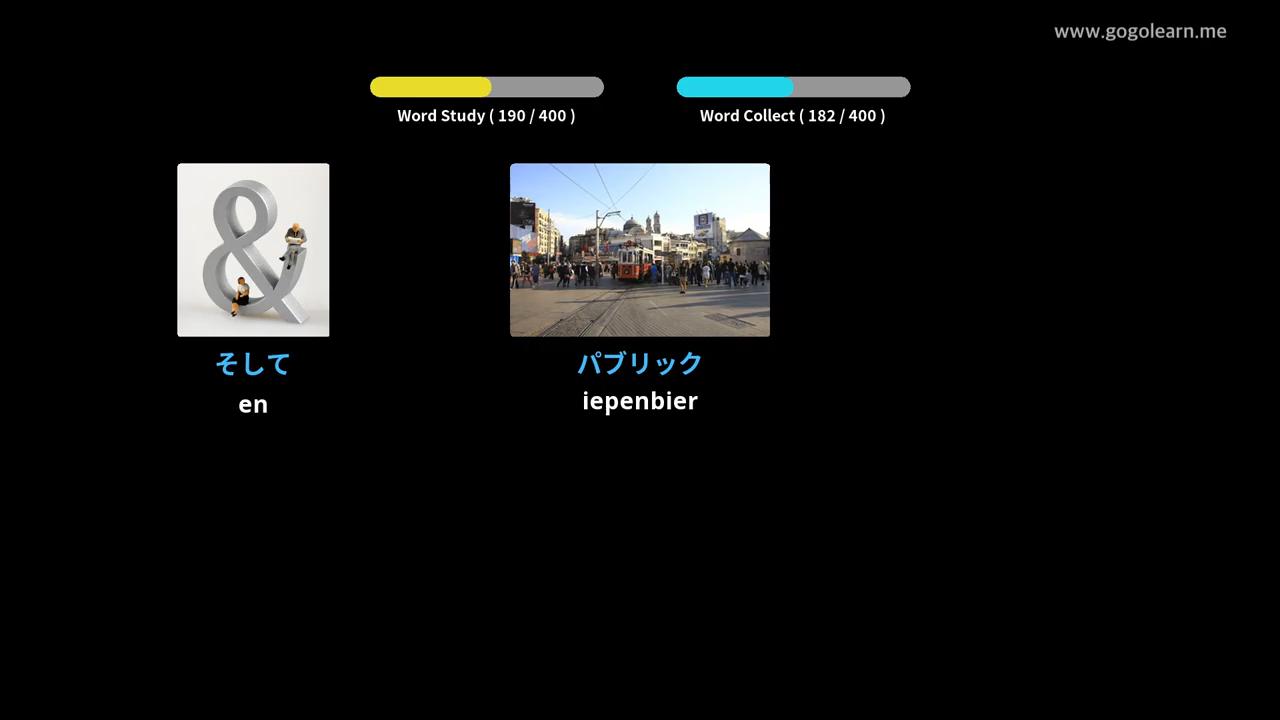 www.gogolearn.me
Word Study ( 190 / 400 )
Word Collect ( 182 / 400 )
そして
パブリック
en
iepenbier